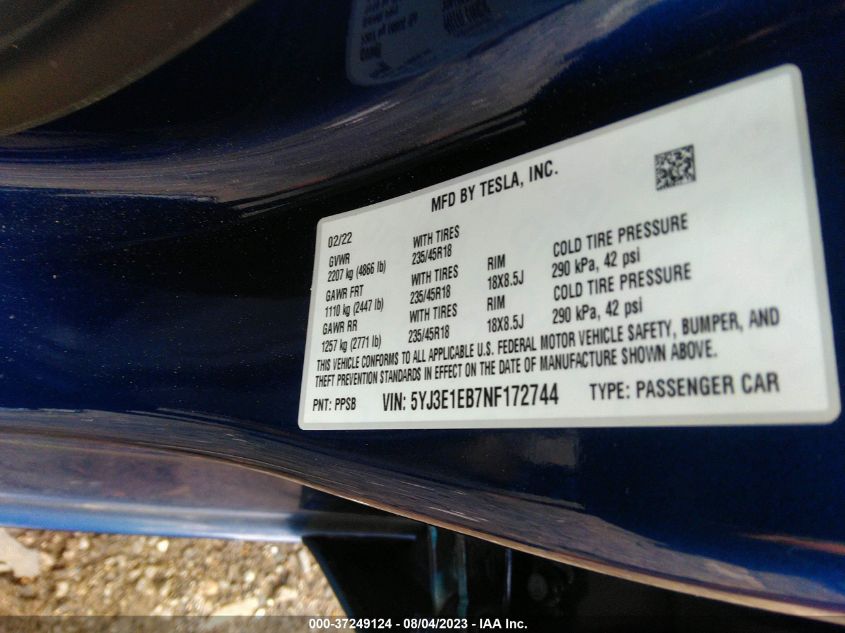 MFD BY TESLA, INC.
02/22
GVWR WITH TIRES
2207 kg (4866 lb) 235/45R18
GAWR FRT WITH TIRES RIM COLD TIRE PRESSURE
1110 kg (2447 lb) 235/45R18 18X8.5J 290 kPa, 42 psi
GAWR RR WITH TIRES RIM COLD TIRE PRESSURE
1257 kg (2771 lb) 235/45R18 18X8.5J 290 kPa, 42 psi
THIS VEHICLE CONFORMS TO ALL APPLICABLE U.S. FEDERAL MOTOR VEHICLE SAFETY, BUMPER, AND
THEFT PREVENTION STANDARDS IN EFFECT ON THE DATE OF MANUFACTURE SHOWN ABOVE.
PNT: PPSB VIN: 5YJ3E1EB7NF172744 TYPE: PASSENGER CAR
000-37249124 - 08/04/2023 - IAA Inc.